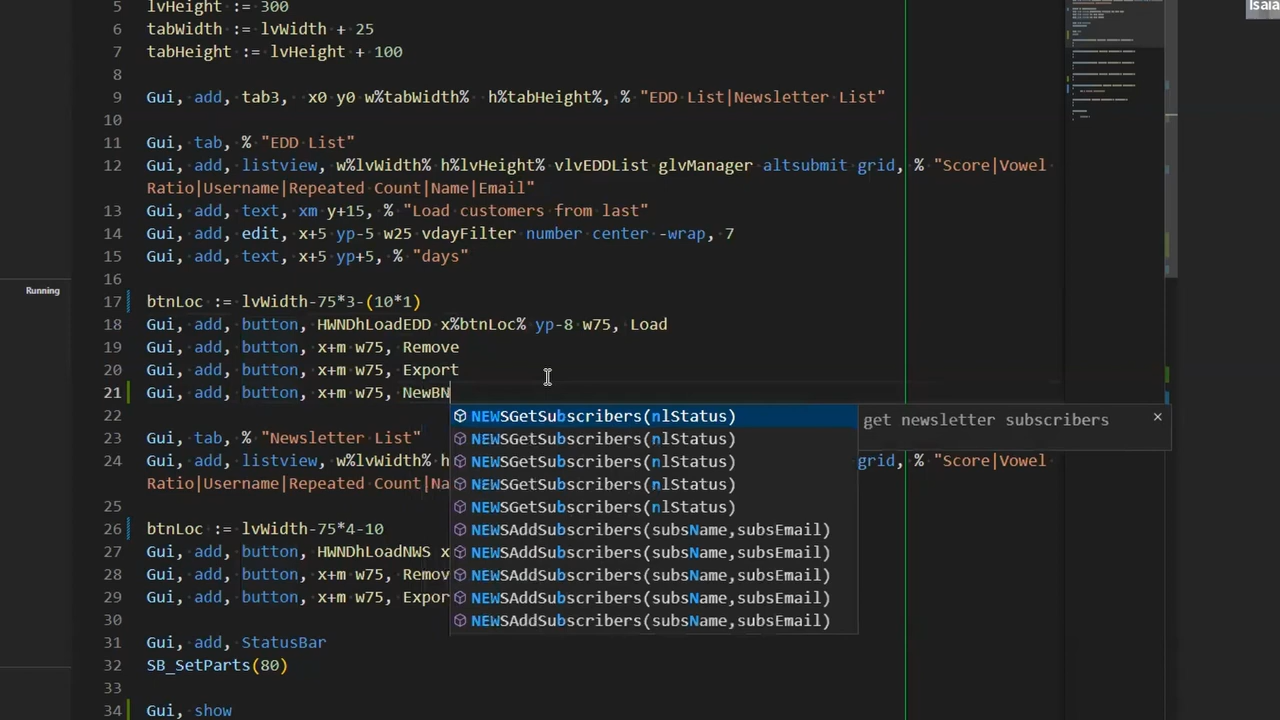 Isaia
5 lvHeight := 300
6 tabWidth := lvWidth + 25
7 tabHeight := lvHeight + 100
8
9 Gui, add, tab3,  x0 y0 w%tabWidth%  h%tabHeight%, % "EDD List|Newsletter List"
10
11 Gui, tab, % "EDD List"
12 Gui, add, listview, w%lvWidth% h%lvHeight% vlvEDDList glvManager altsubmit grid, % "Score|Vowel
Ratio|Username|Repeated Count|Name|Email"
13 Gui, add, text, xm y+15, % "Load customers from last"
14 Gui, add, edit, x+5 yp-5 w25 vdayFilter number center -wrap, 7
15 Gui, add, text, x+5 yp+5, % "days"
16
Running
17 btnLoc := lvWidth-75*3-(10*1)
18 Gui, add, button, HWNDhLoadEDD x%btnLoc% yp-8 w75, Load
19 Gui, add, button, x+m w75, Remove
20 Gui, add, button, x+m w75, Export
21 Gui, add, button, x+m w75, NewBN
22 NEWSGetSubscribers(nlStatus) get newsletter subscribers
23 Gui, tab, % "Newsletter List" NEWSGetSubscribers(nlStatus)
24 Gui, add, listview, w%lvWidth% h NEWSGetSubscribers(nlStatus) grid, % "Score|Vowel
Ratio|Username|Repeated Count|Na NEWSGetSubscribers(nlStatus)
25 NEWSGetSubscribers(nlStatus)
26 btnLoc := lvWidth-75*4-10 NEWSAddSubscribers(subsName,subsEmail)
27 Gui, add, button, HWNDhLoadNWS x NEWSAddSubscribers(subsName,subsEmail)
28 Gui, add, button, x+m w75, Remov NEWSAddSubscribers(subsName,subsEmail)
29 Gui, add, button, x+m w75, Expor NEWSAddSubscribers(subsName,subsEmail)
30 NEWSAddSubscribers(subsName,subsEmail)
31 Gui, add, StatusBar
32 SB_SetParts(80)
33
34 Gui, show